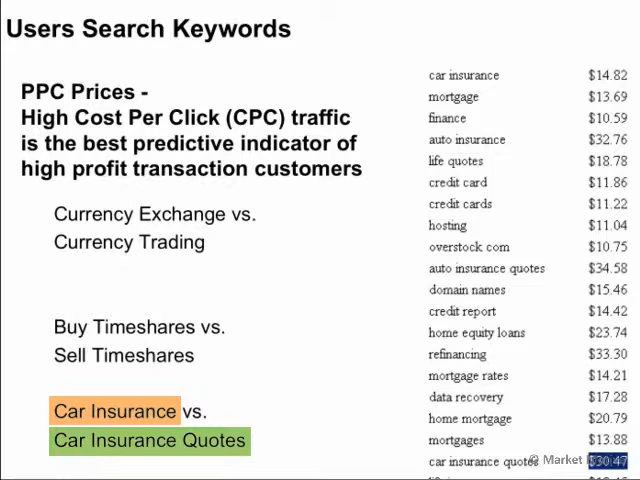 Users Search Keywords
PPC Prices -
High Cost Per Click (CPC) traffic
is the best predictive indicator of
high profit transaction customers
Currency Exchange vs.
Currency Trading
Buy Timeshares vs.
Sell Timeshares
Car Insurance vs.
Car Insurance Quotes
car insurance $14.82
mortgage $13.69
finance $10.59
auto insurance $32.76
life quotes $18.78
credit card $11.86
credit cards $11.22
hosting $11.04
overstock.com $10.75
auto insurance quotes $34.58
domain names $15.46
credit report $14.42
home equity loans $23.74
refinancing $33.30
mortgage rates $14.21
data recovery $17.28
home mortgage $20.79
mortgages $13.88
car insurance quotes $30.47
© Market